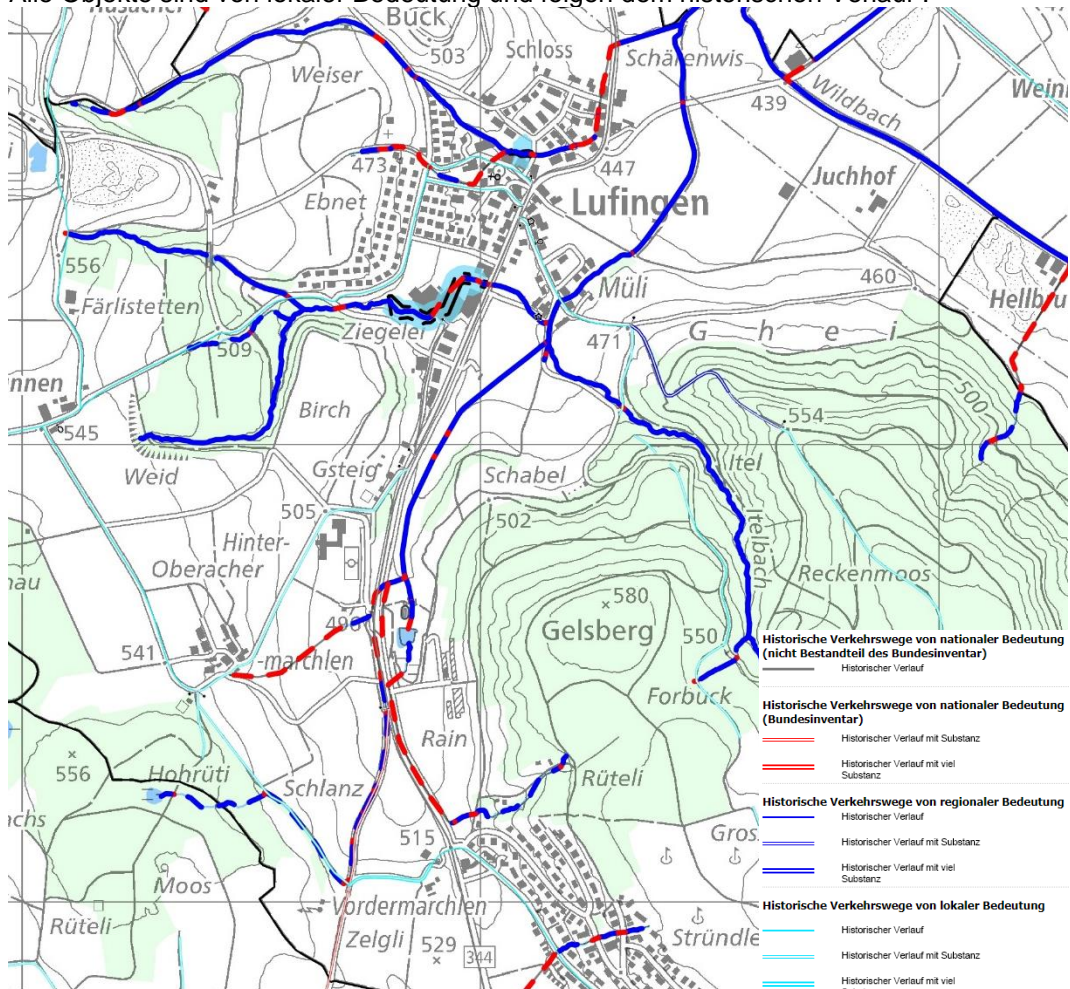 Alle Objekte sind von lokaler Bedeutung und folgen dem historischen Verlauf .
Bück
503
Schloss
Schärenwis
Weiser
439
Wildbach
473
447
Lufingen
Juchhof
Ebnet
556
Färlistetten
Müli
460
Ziegelei
471
Ghei
509
Birch
554
500
545
Weid
Gsteig
Schabel
Itel
505
502
Hinter-
Oberacher
Itelbach
Reckenmoos
580
496
Gelsberg
550
541
-marchlen
Forbuck
Rain
556
Hohrüti
Schlanz
Rüteli
515
Moos
Vordermarchlen
Rüteli
Zelgli
529
344
Historische Verkehrswege von nationaler Bedeutung
(nicht Bestandteil des Bundesinventar)
Historischer Verlauf
Historische Verkehrswege von nationaler Bedeutung
(Bundesinventar)
Historischer Verlauf mit Substanz
Historischer Verlauf mit viel
Substanz
Historische Verkehrswege von regionaler Bedeutung
Historischer Verlauf
Historischer Verlauf mit Substanz
Historischer Verlauf mit viel
Substanz
Historische Verkehrswege von lokaler Bedeutung
Historischer Verlauf
Historischer Verlauf mit Substanz
Historischer Verlauf mit viel